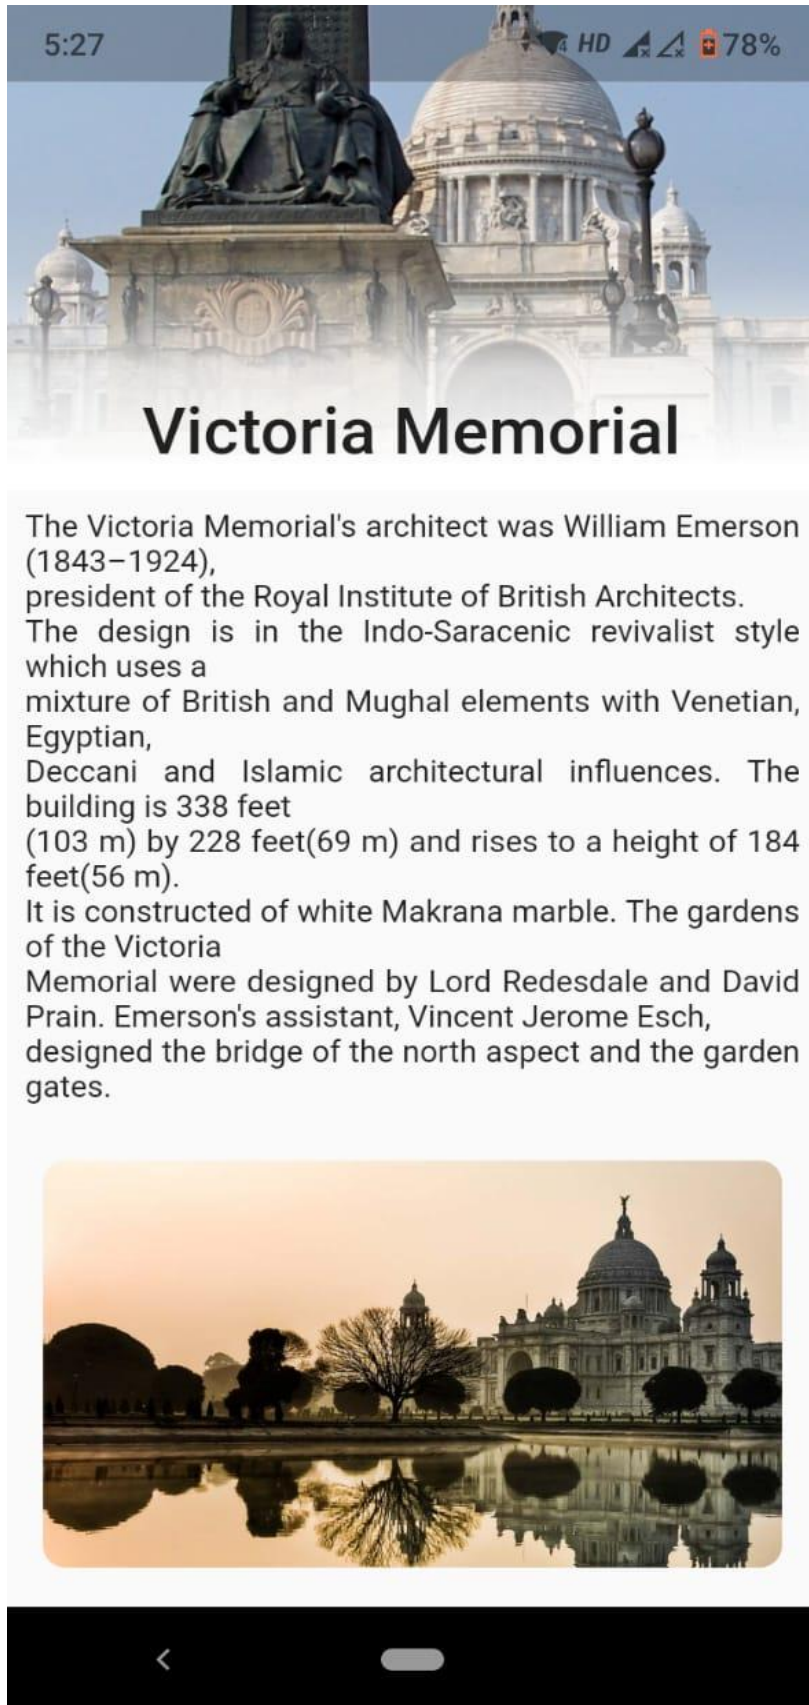 5:27
4 HD 78%
Victoria Memorial
The Victoria Memorial's architect was William Emerson
(1843–1924),
president of the Royal Institute of British Architects.
The design is in the Indo-Saracenic revivalist style
which uses a
mixture of British and Mughal elements with Venetian,
Egyptian,
Deccani and Islamic architectural influences. The
building is 338 feet
(103 m) by 228 feet(69 m) and rises to a height of 184
feet(56 m).
It is constructed of white Makrana marble. The gardens
of the Victoria
Memorial were designed by Lord Redesdale and David
Prain. Emerson's assistant, Vincent Jerome Esch,
designed the bridge of the north aspect and the garden
gates.